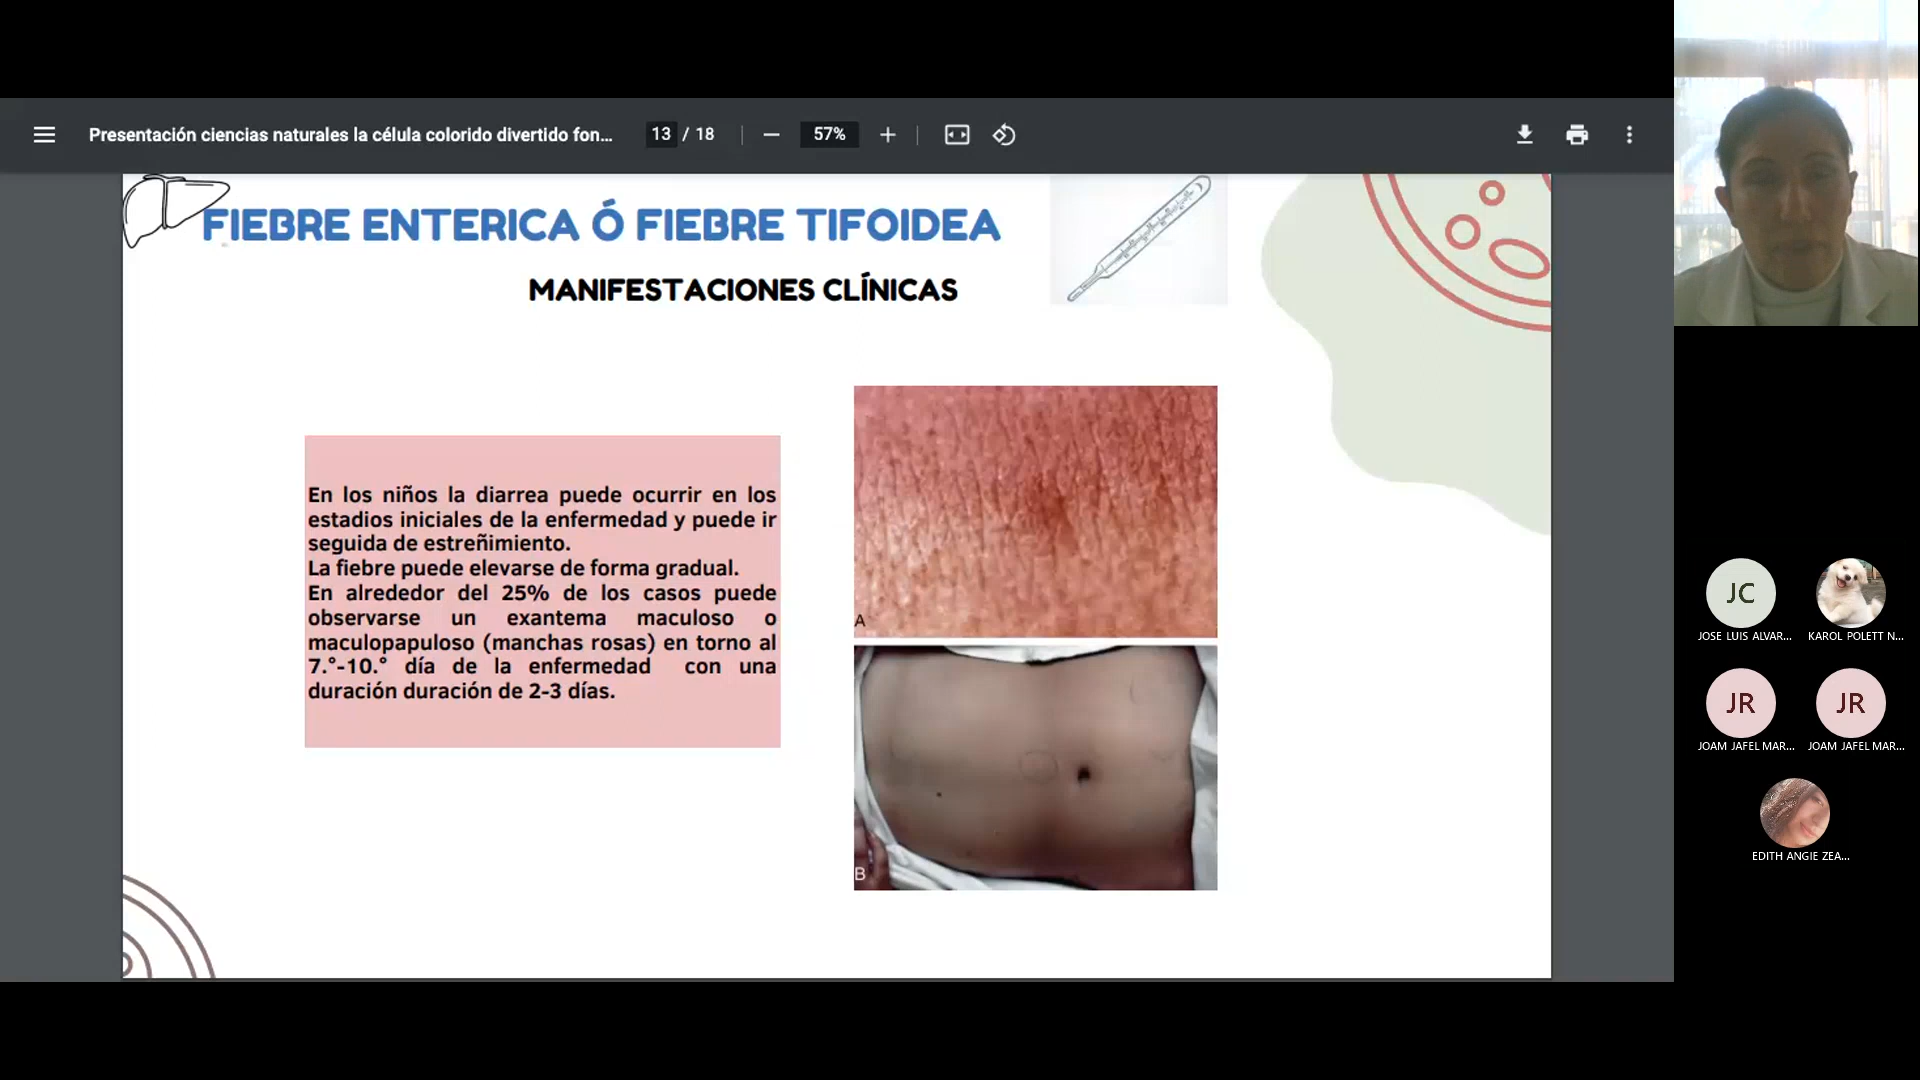 Presentación ciencias naturales la célula colorido divertido fon...
13 / 18
57%
FIEBRE ENTERICA Ó FIEBRE TIFOIDEA
MANIFESTACIONES CLÍNICAS
En los niños la diarrea puede ocurrir en los
estadios iniciales de la enfermedad y puede ir
seguida de estreñimiento.
La fiebre puede elevarse de forma gradual.
En alrededor del 25% de los casos puede
observarse un exantema maculoso o
maculopapuloso (manchas rosas) en torno al
7.°-10.° día de la enfermedad con una
duración duración de 2-3 días.
A
B
JC
JOSE LUIS ALVAR...
KAROL POLETT N...
JR
JOAM JAFEL MAR...
JR
JOAM JAFEL MAR...
EDITH ANGIE ZEA...